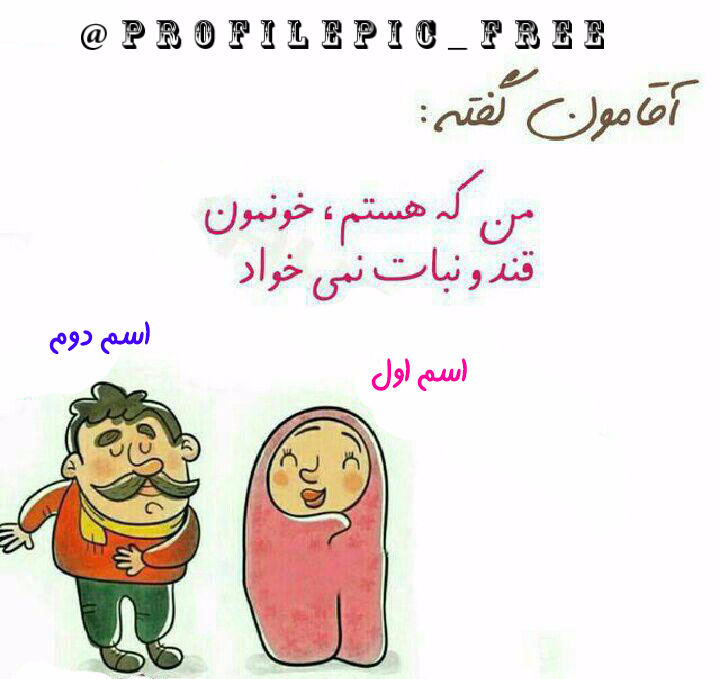 @PROFILEPIC_FREE
آقامون گفته:
من که هستم، خونمون
قند و نبات نمی خواد
اسم دوم
اسم اول